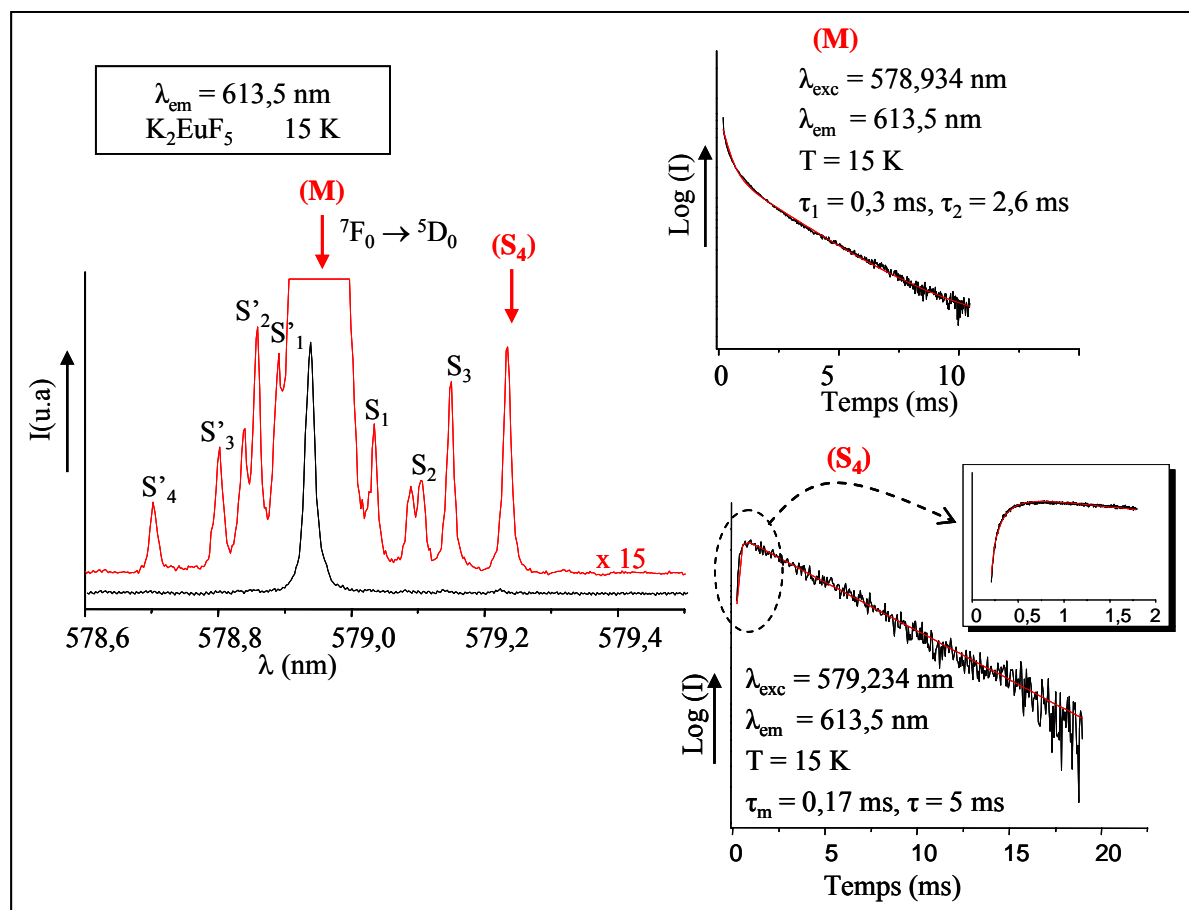 λem = 613,5 nm
K2EuF5 15 K
(M)
7F0 → 5D0
(S4)
S'2
S'1
S'3
S'4
S1
S2
S3
x 15
I(u.a)
578,6 578,8 579,0 579,2 579,4
λ (nm)
(M)
λexc = 578,934 nm
λem = 613,5 nm
T = 15 K
τ1 = 0,3 ms, τ2 = 2,6 ms
Log (I)
5 10
Temps (ms)
(S4)
0 0,5 1 1,5 2
λexc = 579,234 nm
λem = 613,5 nm
T = 15 K
τm = 0,17 ms, τ = 5 ms
Log (I)
0 5 10 15 20
Temps (ms)